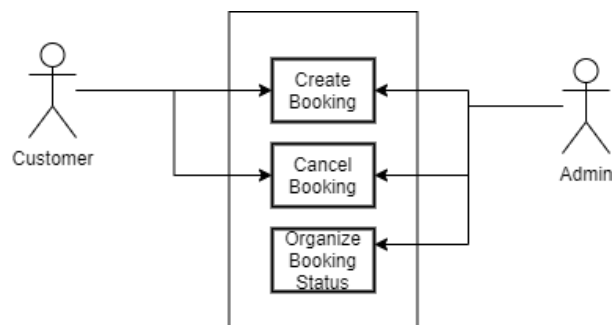 Create
Booking
Customer
Cancel
Booking
Admin
Organize
Booking
Status